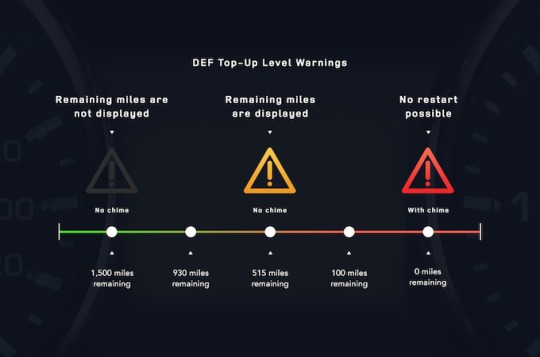 DEF Top-Up Level Warnings
Remaining miles are
not displayed
Remaining miles
are displayed
No restart
possible
No chime
No chime
With chime
1,500 miles
remaining
930 miles
remaining
515 miles
remaining
100 miles
remaining
0 miles
remaining